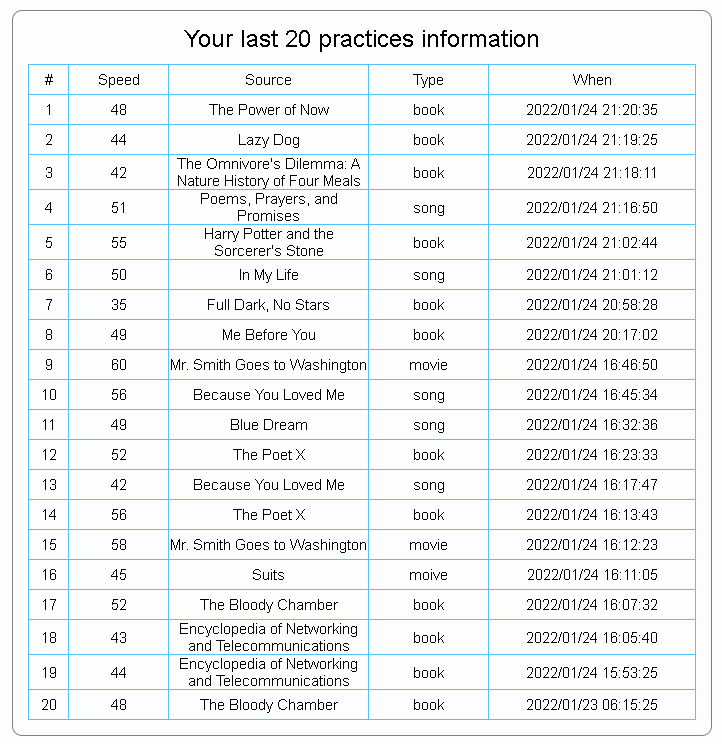 Your last 20 practices information
# Speed Source Type When
1 48 The Power of Now book 2022/01/24 21:20:35
2 44 Lazy Dog book 2022/01/24 21:19:25
3 42 The Omnivore's Dilemma: A Nature History of Four Meals book 2022/01/24 21:18:11
4 51 Poems, Prayers, and Promises song 2022/01/24 21:16:50
5 55 Harry Potter and the Sorcerer's Stone book 2022/01/24 21:02:44
6 50 In My Life song 2022/01/24 21:01:12
7 35 Full Dark, No Stars book 2022/01/24 20:58:28
8 49 Me Before You book 2022/01/24 20:17:02
9 60 Mr. Smith Goes to Washington movie 2022/01/24 16:46:50
10 56 Because You Loved Me song 2022/01/24 16:45:34
11 49 Blue Dream song 2022/01/24 16:32:36
12 52 The Poet X book 2022/01/24 16:23:33
13 42 Because You Loved Me song 2022/01/24 16:17:47
14 56 The Poet X book 2022/01/24 16:13:43
15 58 Mr. Smith Goes to Washington movie 2022/01/24 16:12:23
16 45 Suits moive 2022/01/24 16:11:05
17 52 The Bloody Chamber book 2022/01/24 16:07:32
18 43 Encyclopedia of Networking and Telecommunications book 2022/01/24 16:05:40
19 44 Encyclopedia of Networking and Telecommunications book 2022/01/24 15:53:25
20 48 The Bloody Chamber book 2022/01/23 06:15:25